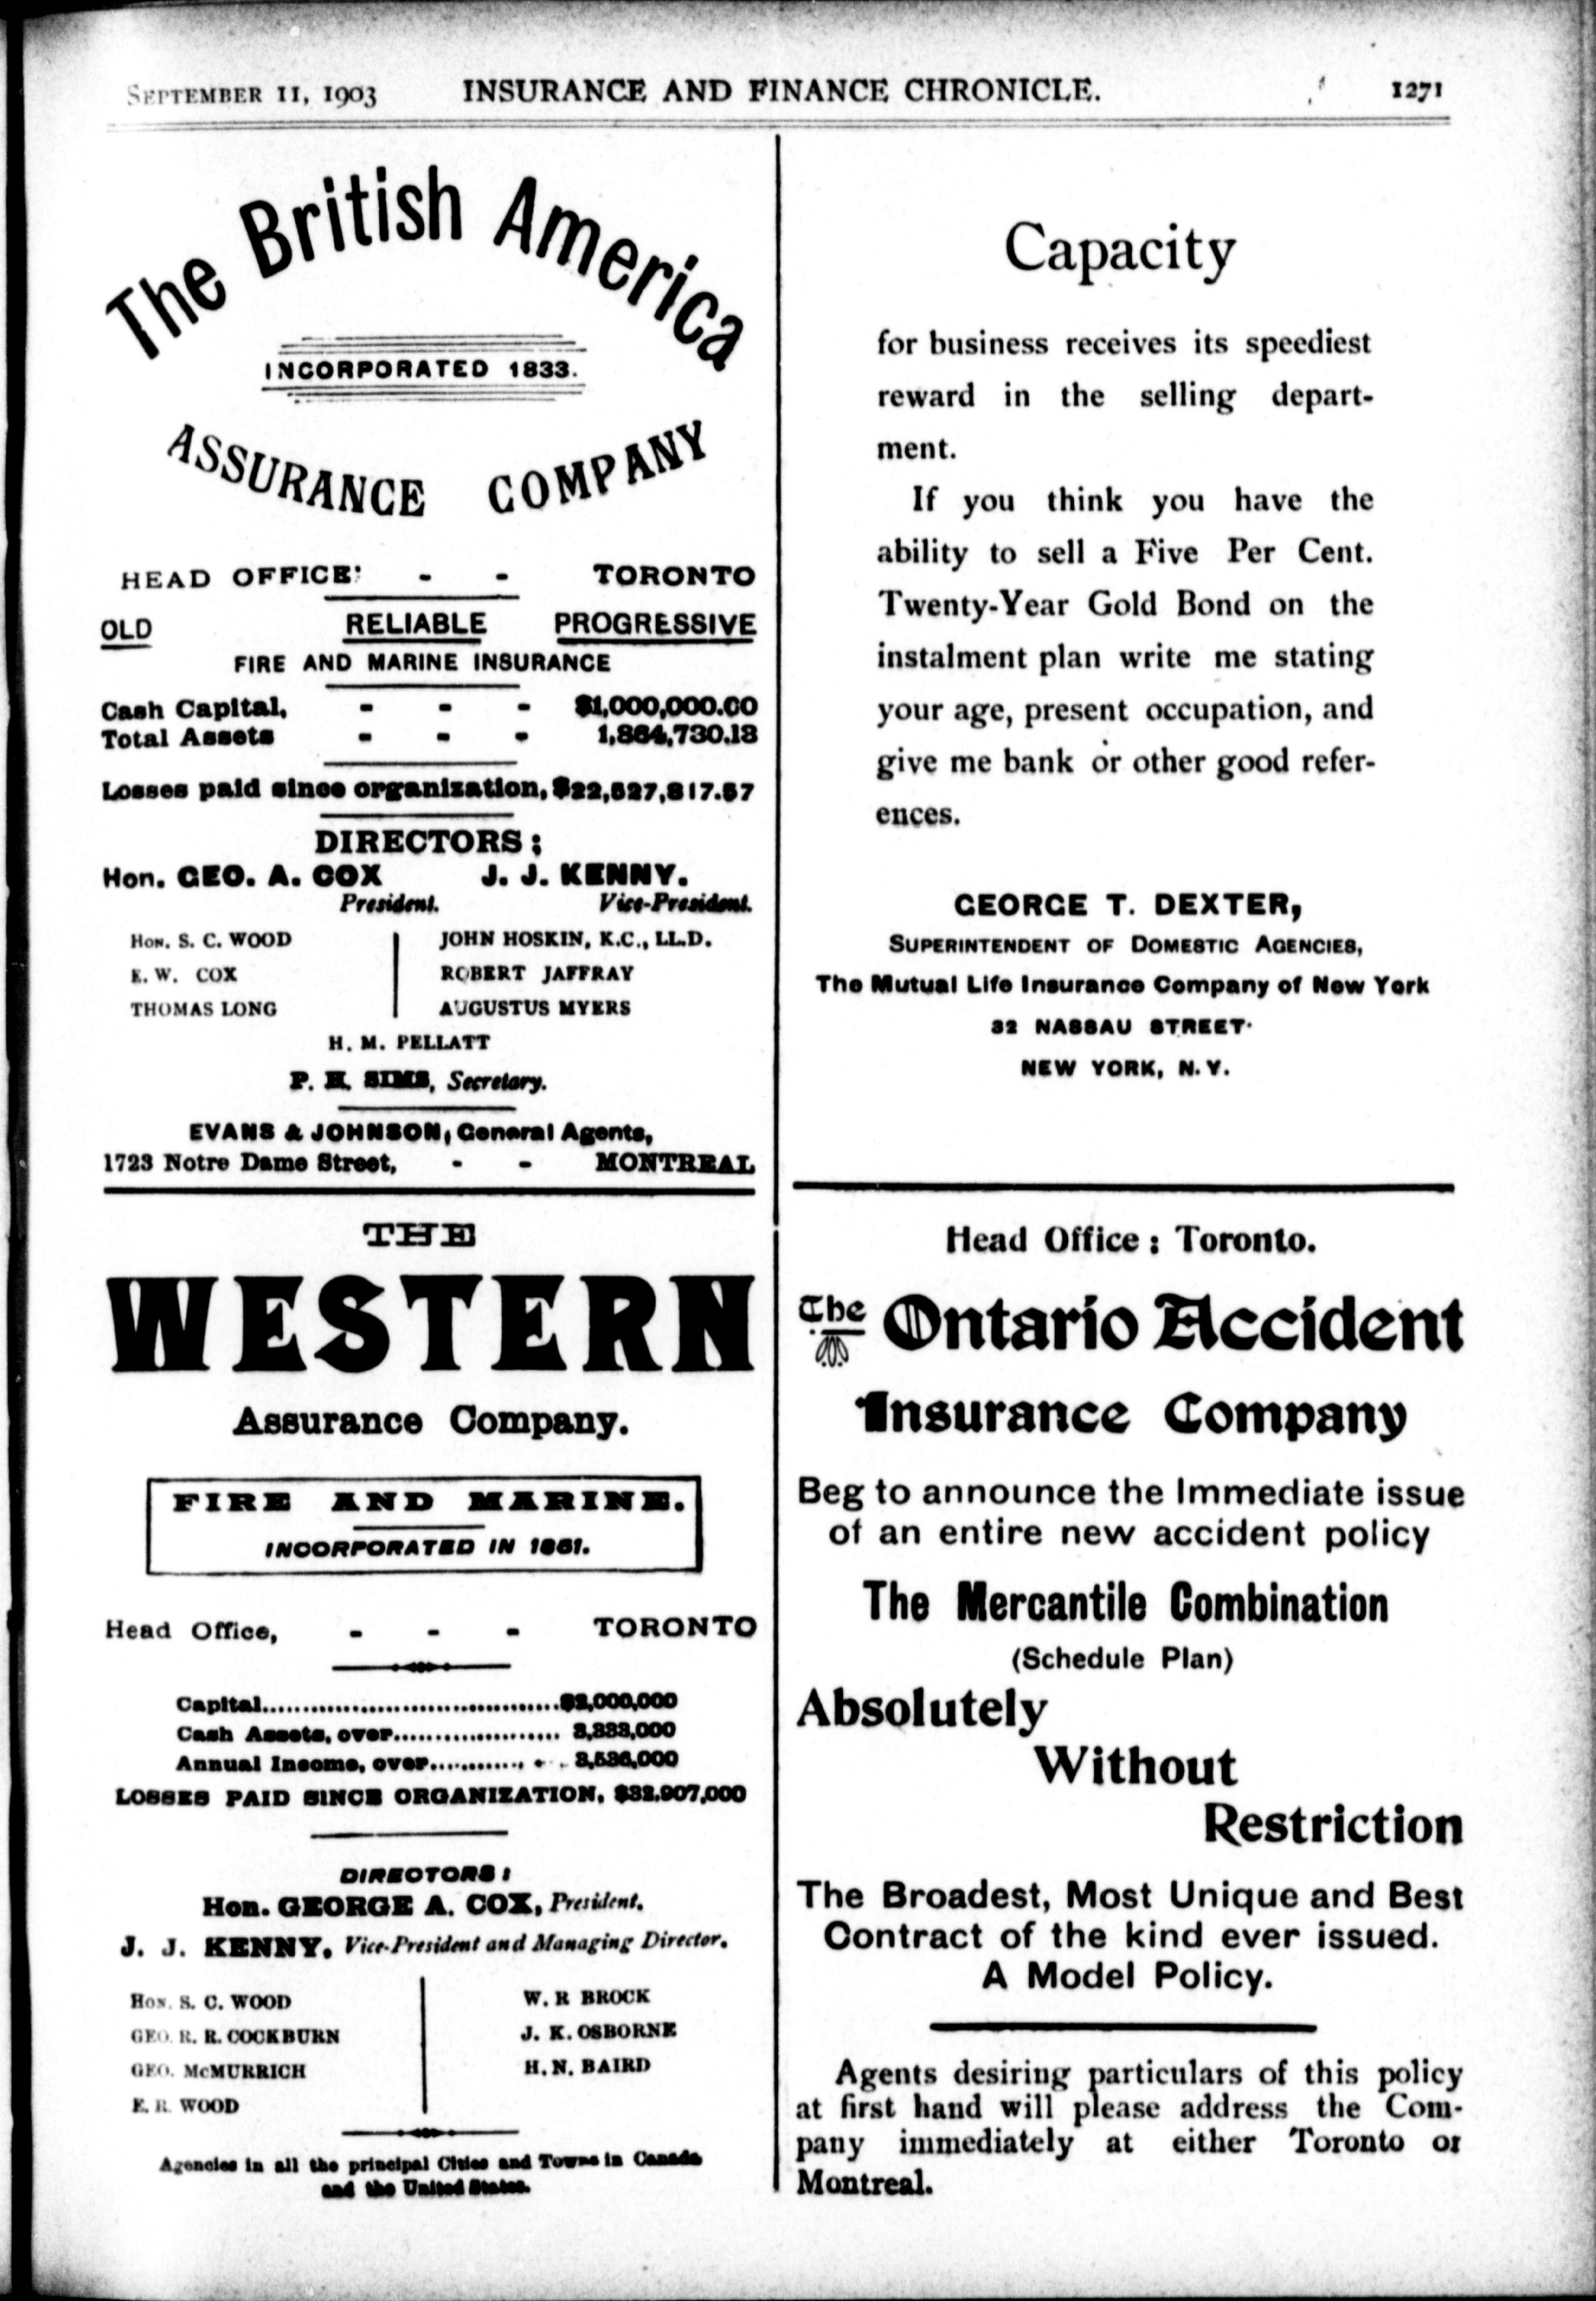 SEPTEMBER 11, 1903 INSURANCE AND FINANCE CHRONICLE. 1271
The British America
INCORPORATED 1833.
ASSURANCE COMPANY
HEAD OFFICE: - - TORONTO
OLD RELIABLE PROGRESSIVE
FIRE AND MARINE INSURANCE
Cash Capital, - - - $1,000,000.00
Total Assets - - - 1,864,730.13
Losses paid since organization, $22,527,817.57
DIRECTORS:
Hon. GEO. A. COX J. J. KENNY.
President. Vice-President.
HON. S. C. WOOD JOHN HOSKIN, K.C., LL.D.
E. W. COX ROBERT JAFFRAY
THOMAS LONG AUGUSTUS MYERS
H. M. PELLATT
P. H. SIMS, Secretary.
EVANS & JOHNSON, General Agents,
1723 Notre Dame Street, - - MONTREAL
THE
WESTERN
Assurance Company.
FIRE AND MARINE.
INCORPORATED IN 1851.
Head Office, - - - TORONTO
Capital....................................$2,000,000
Cash Assets, over.................... 3,333,000
Annual Income, over............ 3,536,000
LOSSES PAID SINCE ORGANIZATION, $32,907,000
DIRECTORS:
Hon. GEORGE A. COX, President.
J. J. KENNY, Vice-President and Managing Director.
HON. S. C. WOOD W. R BROCK
GEO. R. R. COCKBURN J. K. OSBORNE
GEO. McMURRICH H. N. BAIRD
E. R. WOOD
Agencies in all the principal Cities and Towns in Canada
and the United States.
Capacity
for business receives its speediest
reward in the selling depart-
ment.
If you think you have the
ability to sell a Five Per Cent.
Twenty-Year Gold Bond on the
instalment plan write me stating
your age, present occupation, and
give me bank or other good refer-
ences.
GEORGE T. DEXTER,
SUPERINTENDENT OF DOMESTIC AGENCIES,
The Mutual Life Insurance Company of New York
32 NASSAU STREET.
NEW YORK, N.Y.
Head Office: Toronto.
The Ontario Accident
Insurance Company
Beg to announce the Immediate issue
of an entire new accident policy
The Mercantile Combination
(Schedule Plan)
Absolutely
Without
Restriction
The Broadest, Most Unique and Best
Contract of the kind ever issued.
A Model Policy.
Agents desiring particulars of this policy
at first hand will please address the Com-
pany immediately at either Toronto or
Montreal.